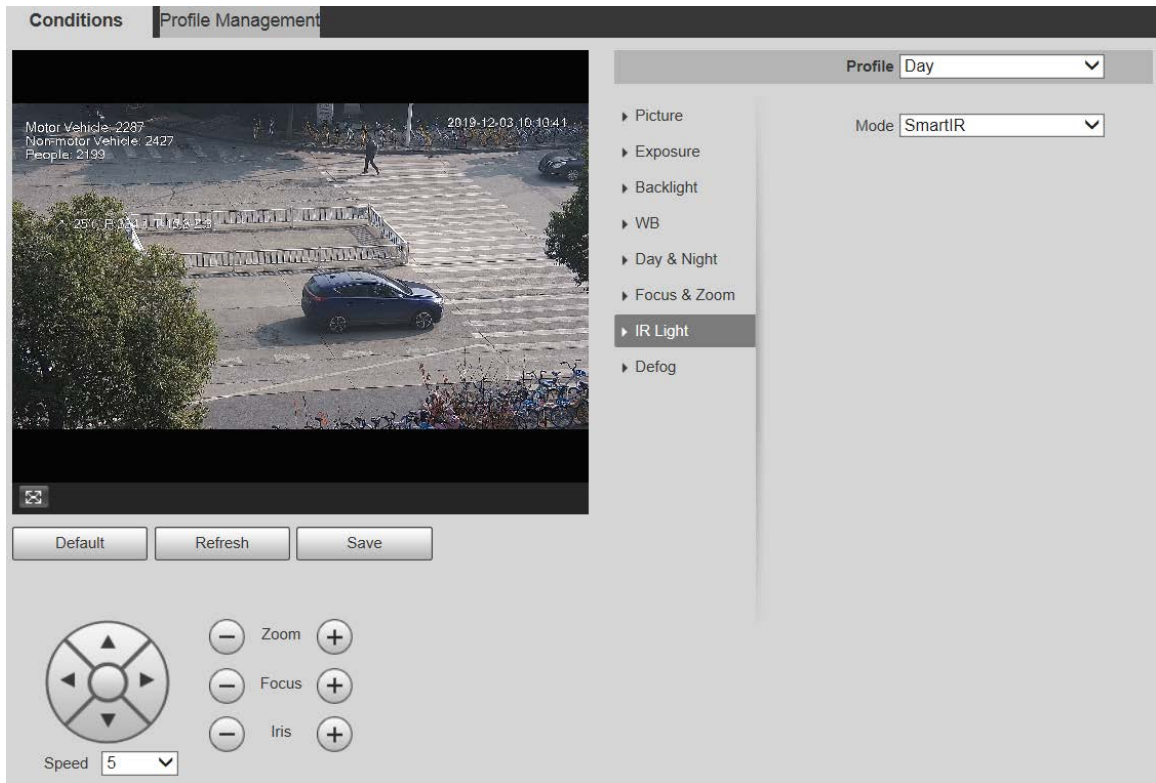 Conditions
Profile Management
Motor Vehicle: 2287
Non-motor Vehicle: 2427
People: 2199
2019-12-03 10:10:41
Default
Refresh
Save
Zoom
Focus
Iris
Speed 5
Profile Day
Picture
Exposure
Backlight
WB
Day & Night
Focus & Zoom
IR Light
Defog
Mode SmartIR